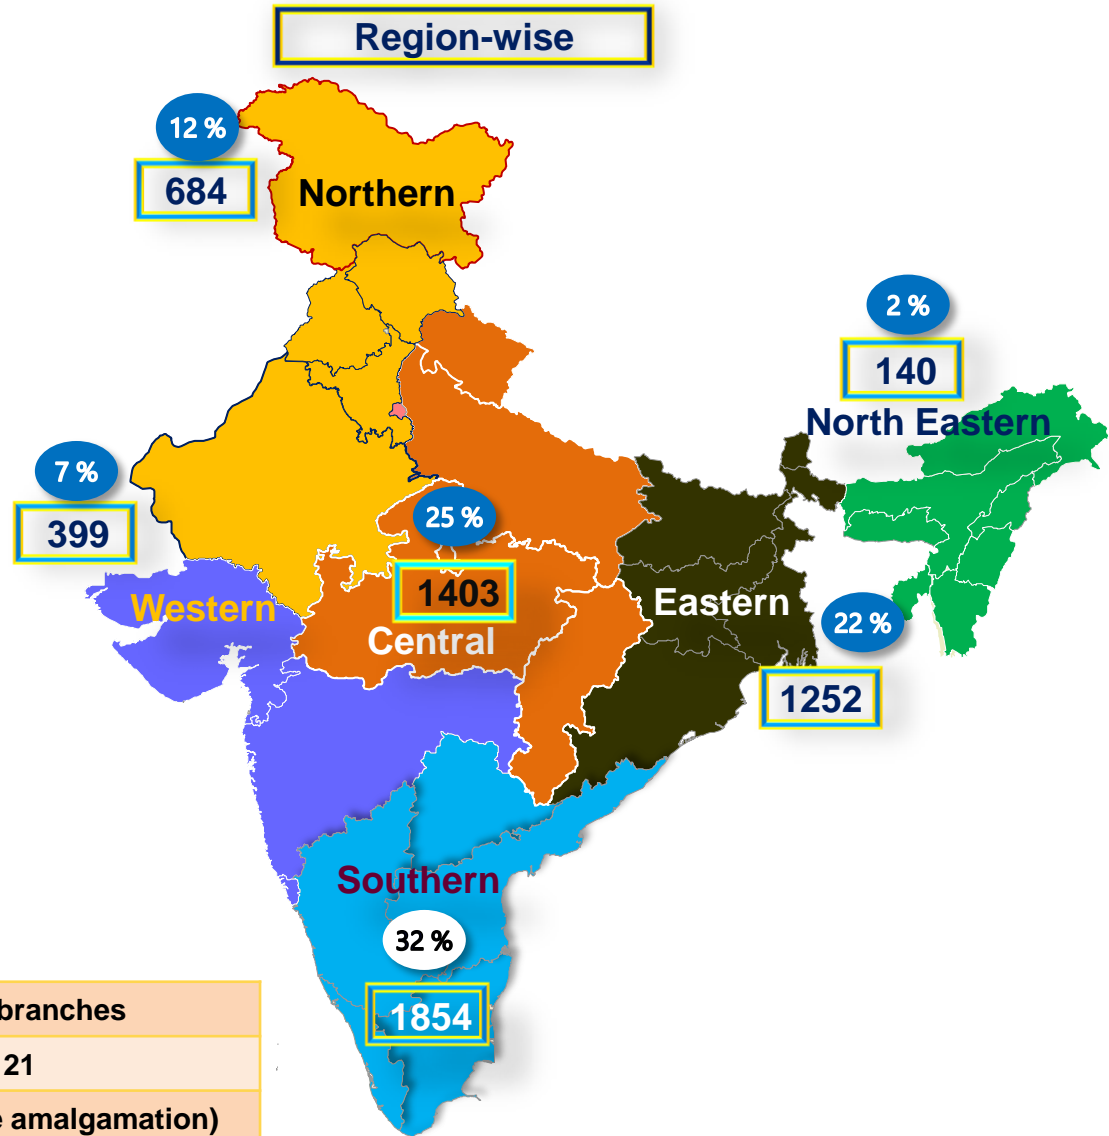 Region-wise
12 %
684
Northern
2 %
140
North Eastern
7 %
399
25 %
1403
Western
Central
Eastern
22 %
1252
Southern
32 %
1854
branches
21
amalgamation)